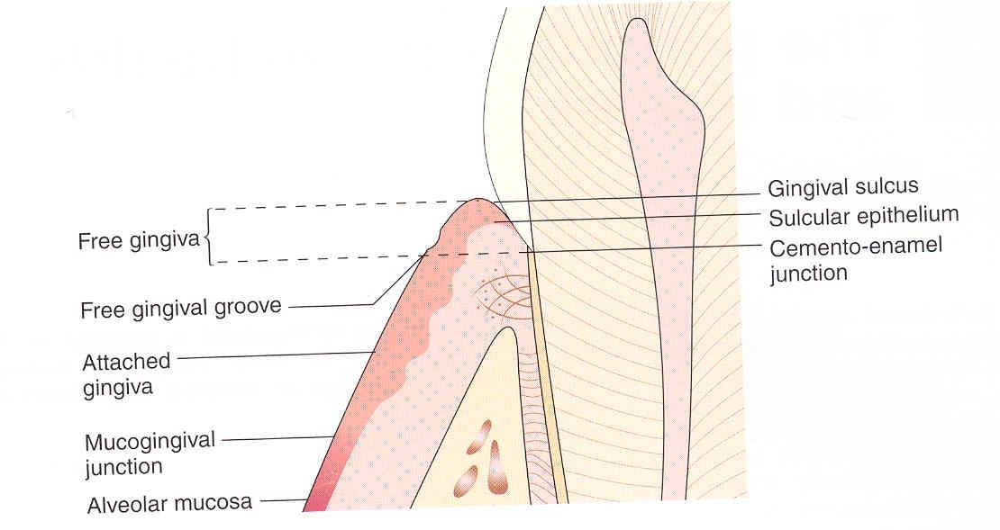 Gingival sulcus
Sulcular epithelium
Cemento-enamel
junction
Free gingiva
Free gingival groove
Attached
gingiva
Mucogingival
junction
Alveolar mucosa